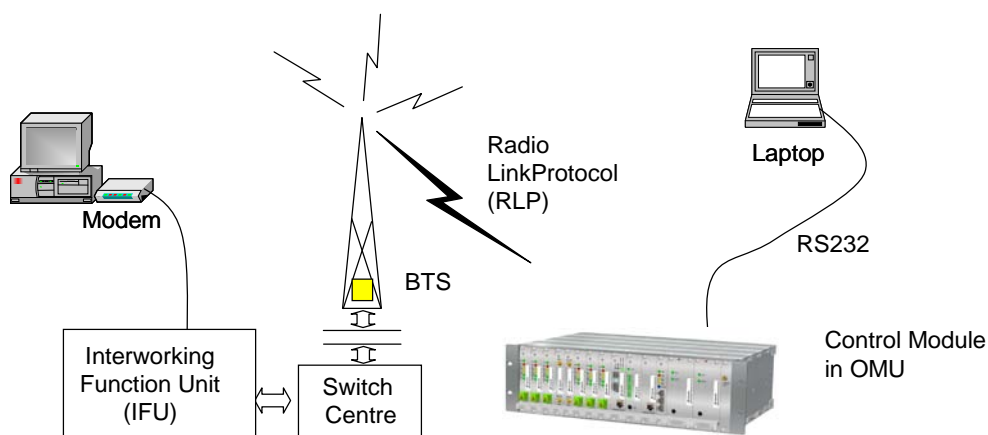 Modem
Interworking
Function Unit
(IFU)
Switch
Centre
BTS
Radio
LinkProtocol
(RLP)
Laptop
RS232
Control Module
in OMU